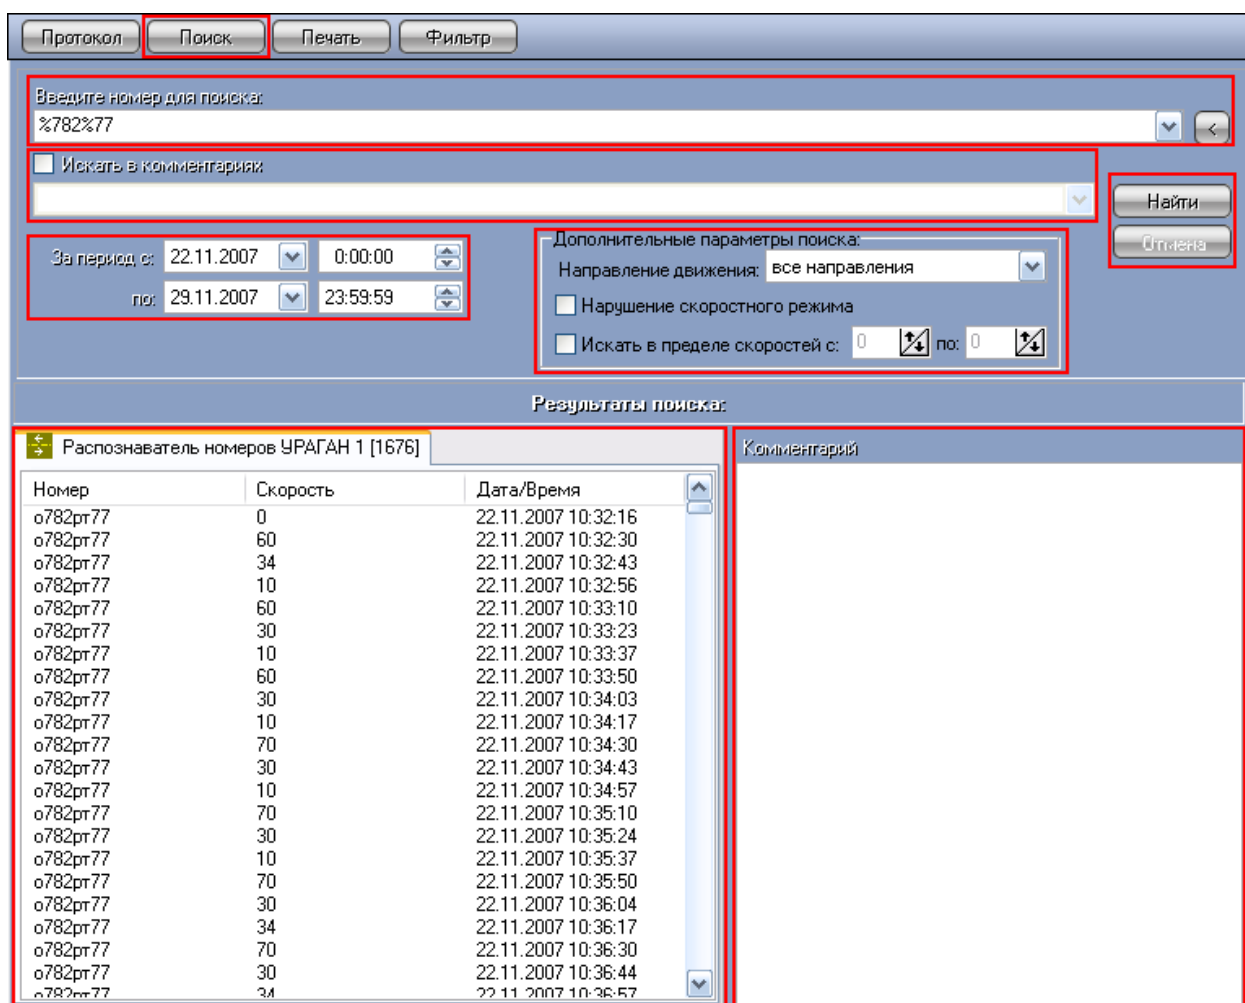 Протокол Поиск Печать Фильтр
Введите номер для поиска:
%782%77
<
Искать в комментариях
Найти
Отмена
За период с: 22.11.2007 0:00:00
по: 29.11.2007 23:59:59
Дополнительные параметры поиска:
Направление движения: все направления
Нарушение скоростного режима
Искать в пределе скоростей с: 0 по: 0
Результаты поиска:
Распознаватель номеров УРАГАН 1 [1676]
Комментарий
Номер Скорость Дата/Время
о782рт77 0 22.11.2007 10:32:16
о782рт77 60 22.11.2007 10:32:30
о782рт77 34 22.11.2007 10:32:43
о782рт77 10 22.11.2007 10:32:56
о782рт77 60 22.11.2007 10:33:10
о782рт77 30 22.11.2007 10:33:23
о782рт77 10 22.11.2007 10:33:37
о782рт77 60 22.11.2007 10:33:50
о782рт77 30 22.11.2007 10:34:03
о782рт77 10 22.11.2007 10:34:17
о782рт77 70 22.11.2007 10:34:30
о782рт77 30 22.11.2007 10:34:43
о782рт77 10 22.11.2007 10:34:57
о782рт77 70 22.11.2007 10:35:10
о782рт77 30 22.11.2007 10:35:24
о782рт77 10 22.11.2007 10:35:37
о782рт77 70 22.11.2007 10:35:50
о782рт77 30 22.11.2007 10:36:04
о782рт77 34 22.11.2007 10:36:17
о782рт77 70 22.11.2007 10:36:30
о782рт77 30 22.11.2007 10:36:44
о782рт77 34 22.11.2007 10:36:57